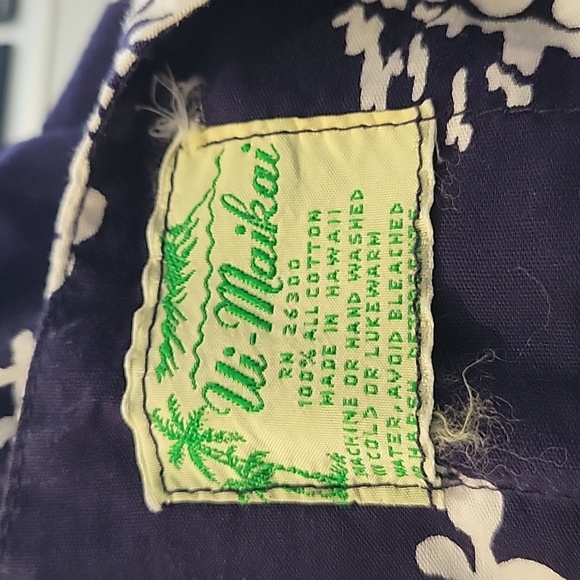 Ui-Maikai
RN 26300
100% ALL COTTON
MADE IN HAWAII
MACHINE OR HAND WASHED
IN COLD OR LUKEWARM
WATER, AVOID BLEACHED